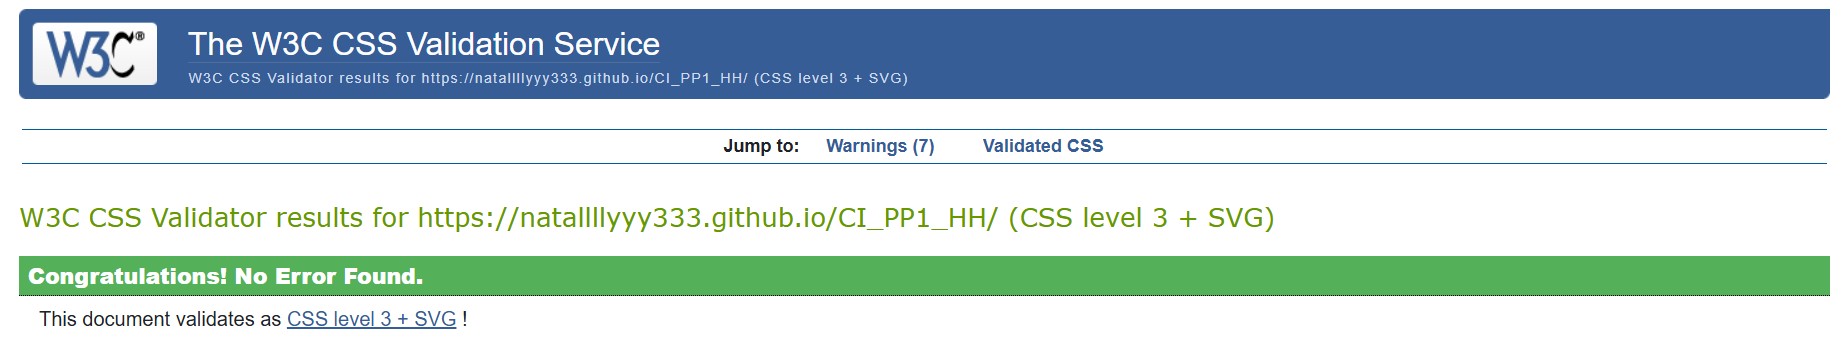 W3C®
The W3C CSS Validation Service
W3C CSS Validator results for https://natallllyyy333.github.io/CI_PP1_HH/ (CSS level 3 + SVG)
Jump to: Warnings (7) Validated CSS
W3C CSS Validator results for https://natallllyyy333.github.io/CI_PP1_HH/ (CSS level 3 + SVG)
Congratulations! No Error Found.
This document validates as CSS level 3 + SVG !